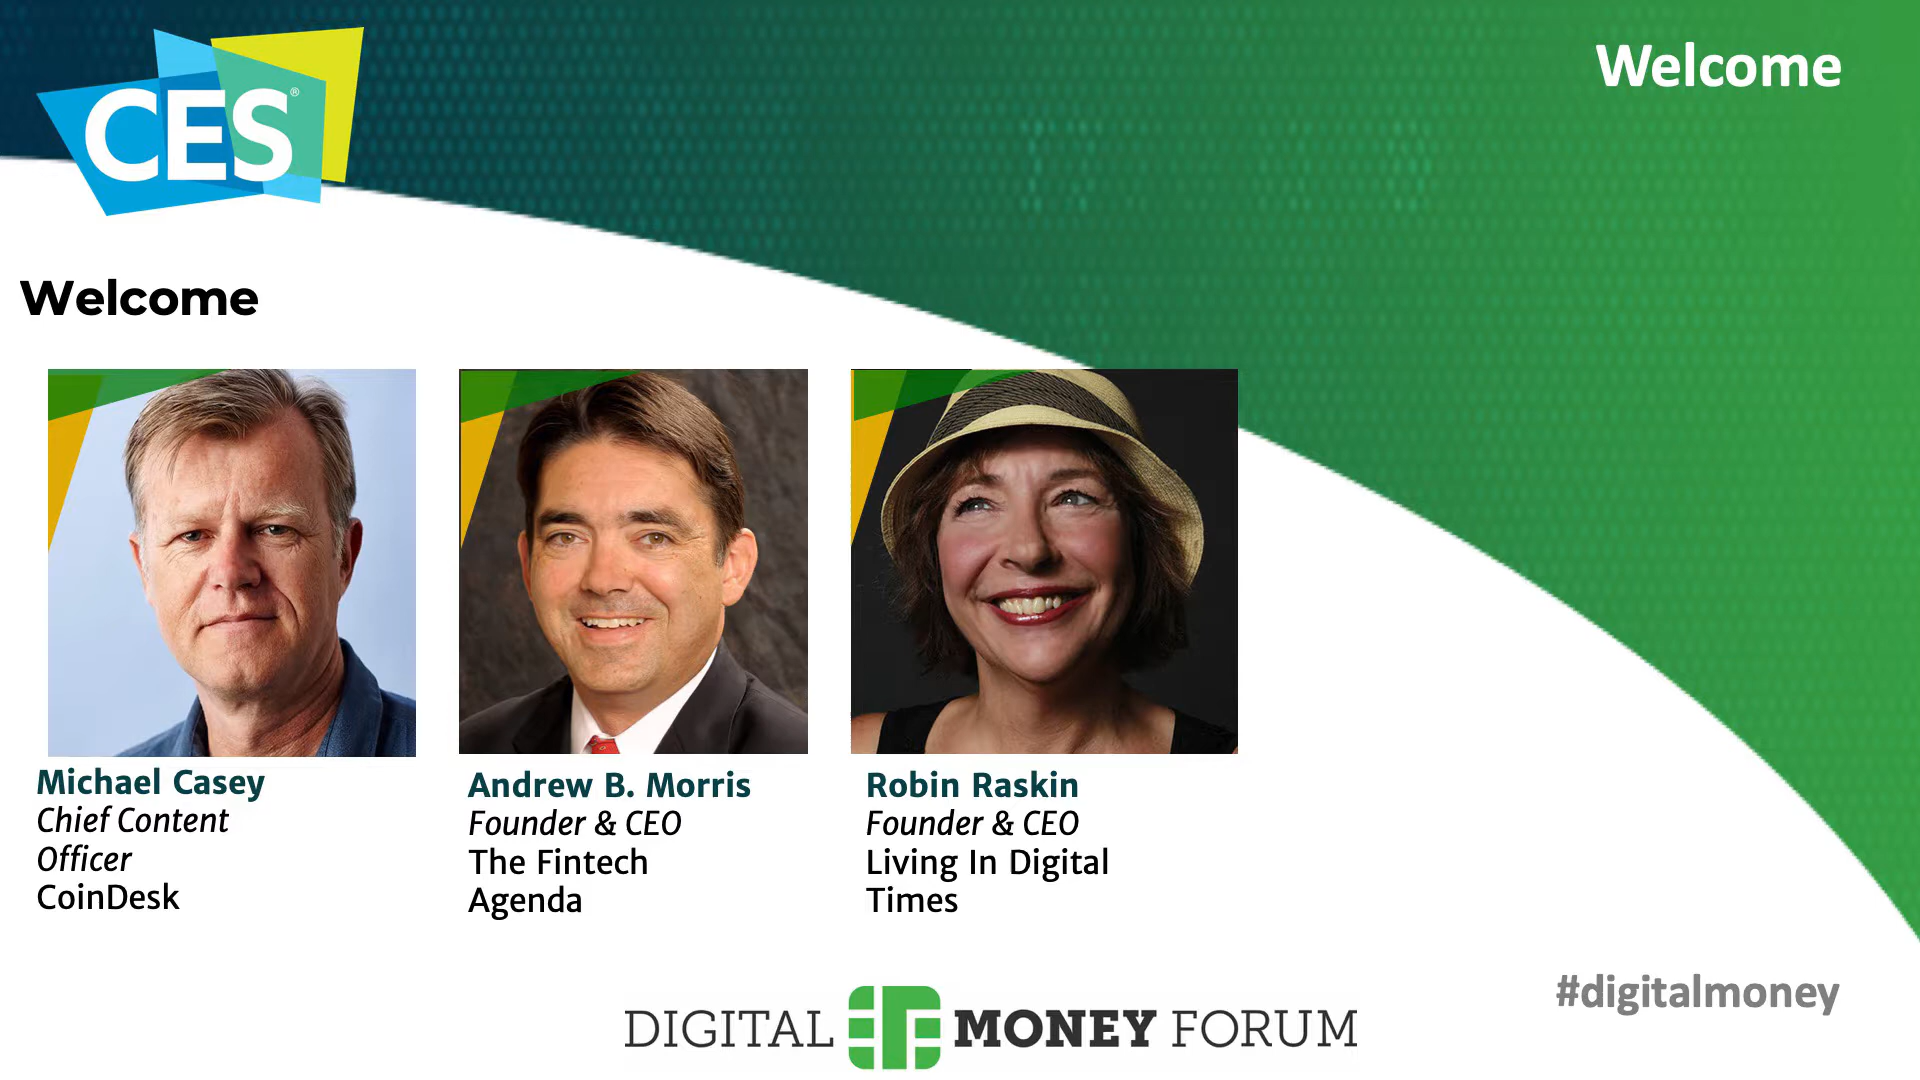 CES®
Welcome
Welcome
Michael Casey
Chief Content
Officer
CoinDesk
Andrew B. Morris
Founder & CEO
The Fintech
Agenda
Robin Raskin
Founder & CEO
Living In Digital
Times
#digitalmoney
DIGITAL MONEY FORUM